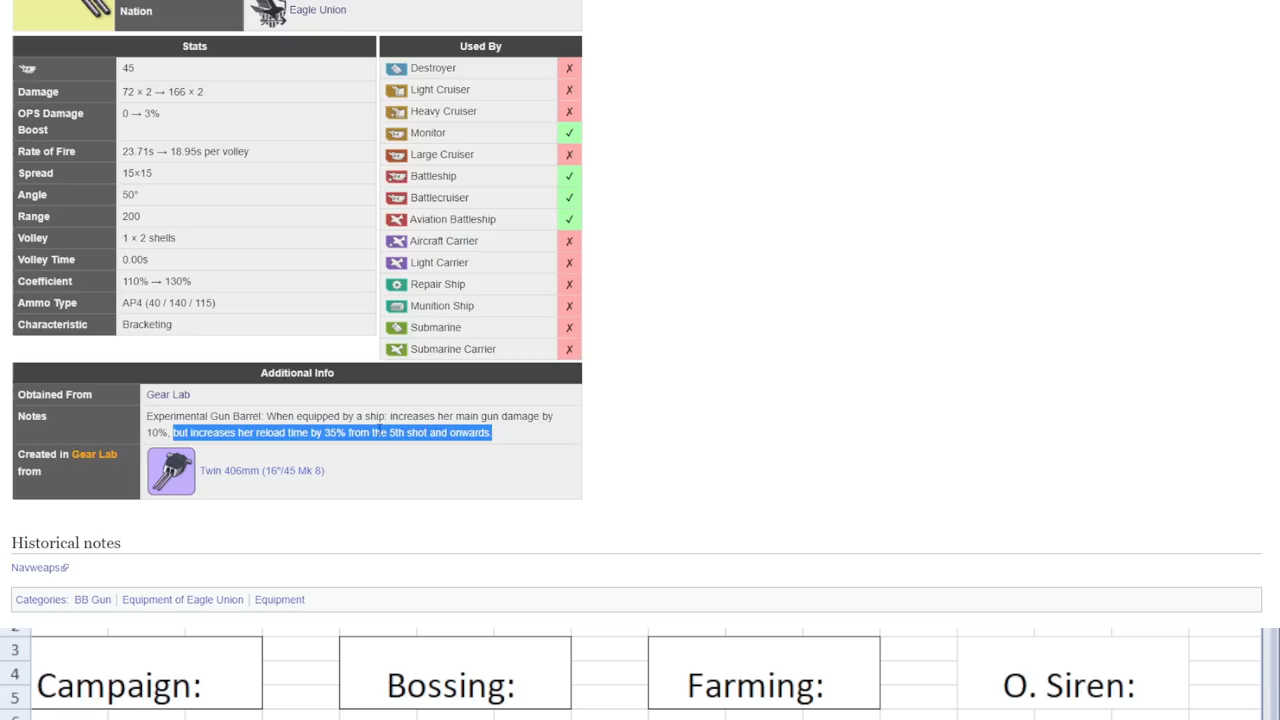 Nation
Eagle Union
Stats
45
Damage
72 × 2 → 166 × 2
OPS Damage
Boost
0 → 3%
Rate of Fire
23.71s → 18.95s per volley
Spread
15×15
Angle
50°
Range
200
Volley
1 × 2 shells
Volley Time
0.00s
Coefficient
110% → 130%
Ammo Type
AP4 (40 / 140 / 115)
Characteristic
Bracketing
Used By
Destroyer ✗
Light Cruiser ✗
Heavy Cruiser ✗
Monitor ✓
Large Cruiser ✗
Battleship ✓
Battlecruiser ✓
Aviation Battleship ✓
Aircraft Carrier ✗
Light Carrier ✗
Repair Ship ✗
Munition Ship ✗
Submarine ✗
Submarine Carrier ✗
Additional Info
Obtained From
Gear Lab
Notes
Experimental Gun Barrel: When equipped by a ship: increases her main gun damage by
10%, but increases her reload time by 35% from the 5th shot and onwards.
Created in Gear Lab
from
Twin 406mm (16"/45 Mk 8)
Historical notes
Navweaps
Categories: BB Gun | Equipment of Eagle Union | Equipment
3
4
5
Campaign:
Bossing:
Farming:
O. Siren: